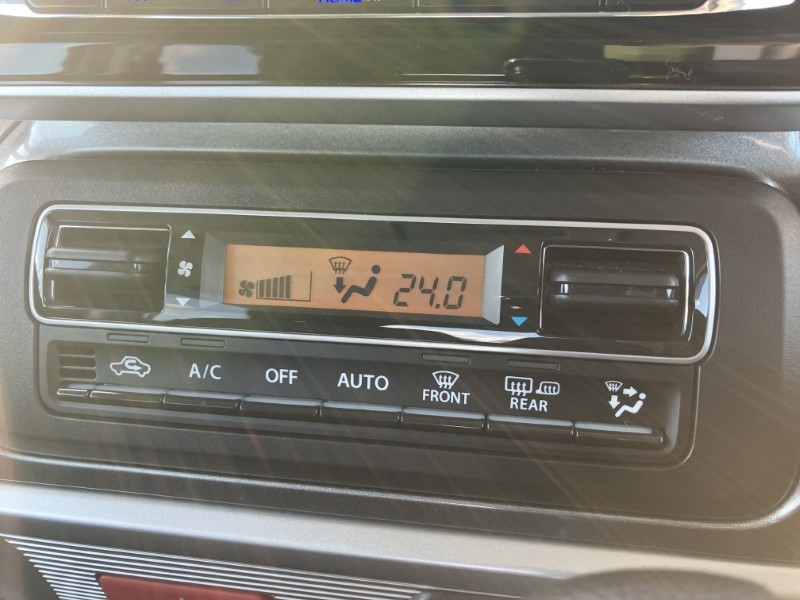 24.0
A/C
OFF
AUTO
FRONT
REAR